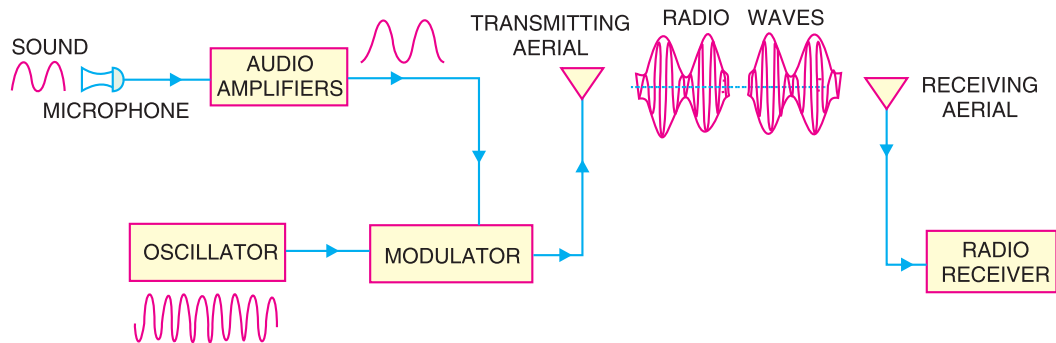 SOUND
MICROPHONE
AUDIO
AMPLIFIERS
TRANSMITTING
AERIAL
RADIO WAVES
RECEIVING
AERIAL
OSCILLATOR
MODULATOR
RADIO
RECEIVER